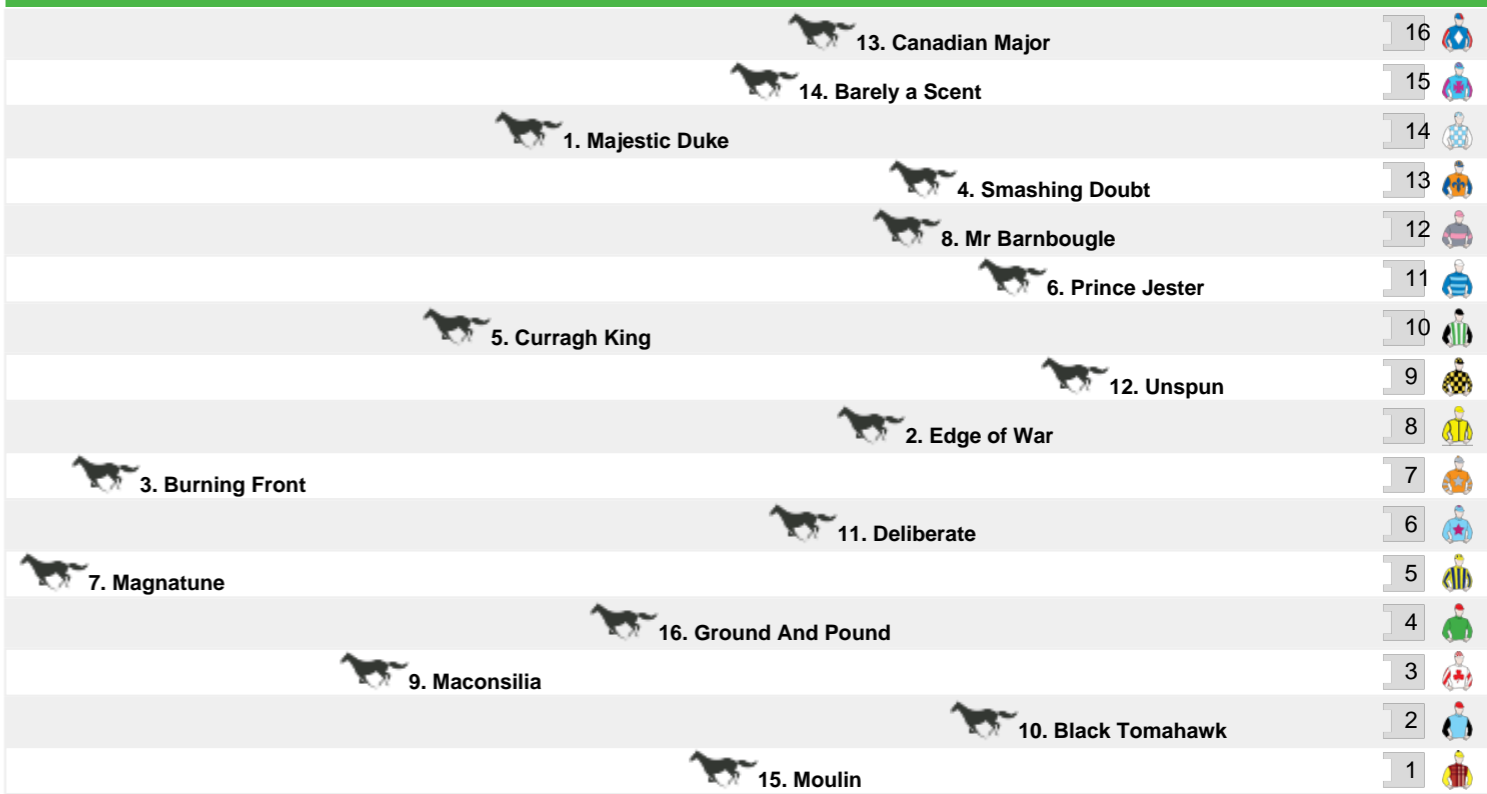 13. Canadian Major 16
14. Barely a Scent 15
1. Majestic Duke 14
4. Smashing Doubt 13
8. Mr Barnbougle 12
6. Prince Jester 11
5. Curragh King 10
12. Unspun 9
2. Edge of War 8
3. Burning Front 7
11. Deliberate 6
7. Magnatune 5
16. Ground And Pound 4
9. Maconsilia 3
10. Black Tomahawk 2
15. Moulin 1